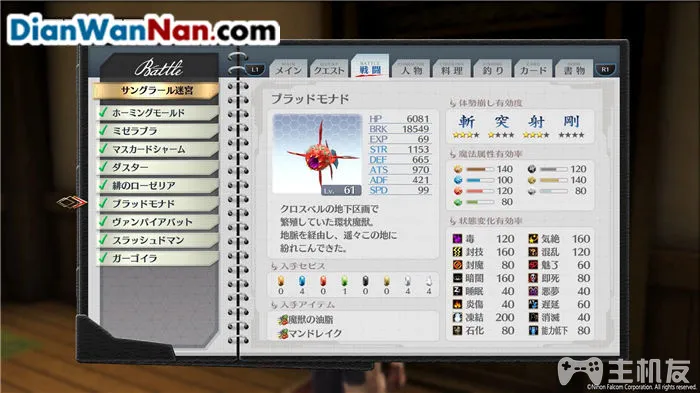 DianWanNan.com
Battle
サングラール迷宮
ホーミングモールド
ミゼラブラ
マスカードシャーム
ダスター
緋のローゼリア
ブラッドモナド
ヴァンパイアバット
スラッシュドマン
ガーゴイラ
L1
MAIN
メイン
QUEST
クエスト
BATTLE
戦闘
人物
COOKING
料理
FISHING
釣り
CARD
カード
BOOK
書物
R1
ブラッドモナド
HP 6081
BRK 18549
EXP 69
STR 1153
DEF 665
ATS 970
ADF 421
SPD 99
Lv. 61
クロスベルの地下区画で
繁殖していた環状魔獣。
地脈を経由し、遥々この地に
紛れこんできた。
入手セピス
0 4 0 1 0 0 4 4
入手アイテム
魔獣の油脂
マンドレイク
体勢崩し有効度
斬 突 射 剛
★★★★ ★★★★ ★★★★ ★★★★
魔法属性有効率
140 120
100 140
120 80
80
状態変化有効率
毒 120 気絶 160
封技 160 混乱 120
封魔 80 魅了 60
暗闇 160 即死 80
睡眠 40 悪夢 40
炎傷 40 遅延 60
凍結 200 消滅 40
石化 80 能力低下 80
主机友
©Nihon Falcom Corporation. All rights reserved.